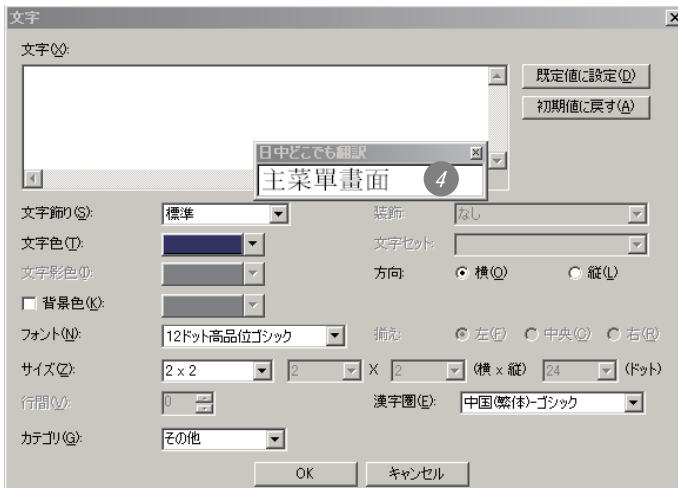 文字
文字(X):
既定値に設定(D)
初期値に戻す(A)
日中どこでも翻訳
主菜單畫面 4
文字飾り(S): 標準 装飾: なし
文字色(T): 文字セット:
文字影色(I): 方向: 横(O) 縦(L)
背景色(K):
フォント(N): 12ドット高品位ゴシック 揃え: 左(F) 中央(C) 右(R)
サイズ(Z): 2 x 2 2 X 2 (横 x 縦) 24 (ドット)
行間(V): 0 漢字圏(E): 中国(繁体)-ゴシック
カテゴリ(G): その他
OK キャンセル